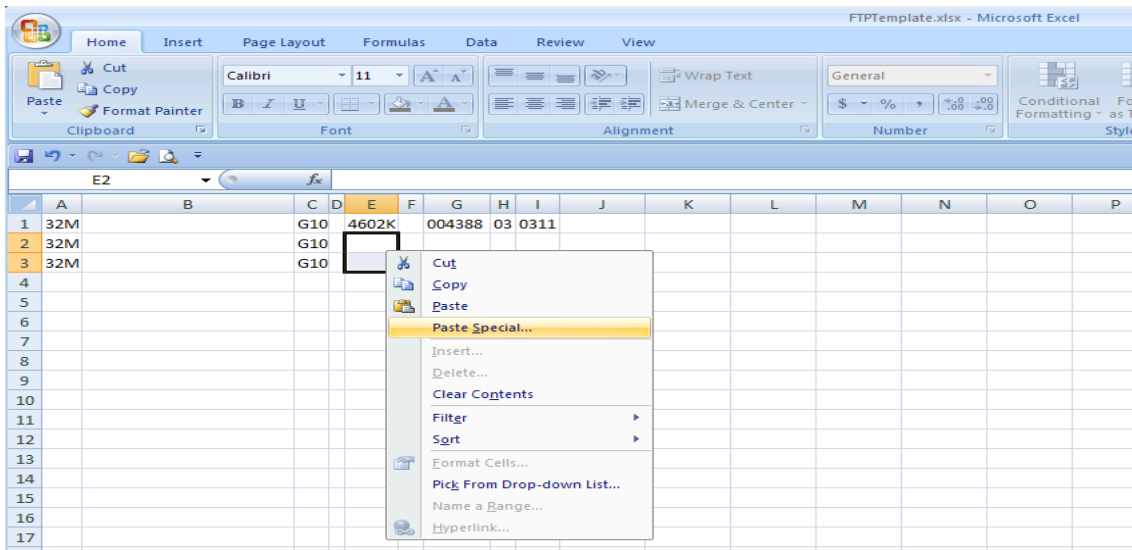 FTPTemplate.xlsx - Microsoft Excel
Home Insert Page Layout Formulas Data Review View
Cut
Copy
Format Painter
Paste
Calibri 11 A A
Wrap Text
General
B I U A
Merge & Center
$ % , .00 .00
Conditional
Formatting as
Clipboard Font Alignment Number
E2 fx
A B C D E F G H I J K L M N O P
1 32M G10 4602K 004388 03 0311
2 32M G10
3 32M G10
4
5
6
7
8
9
10
11
12
13
14
15
16
17
Cut
Copy
Paste
Paste Special...
Insert...
Delete...
Clear Contents
Filter
Sort
Format Cells...
Pick From Drop-down List...
Name a Range...
Hyperlink...